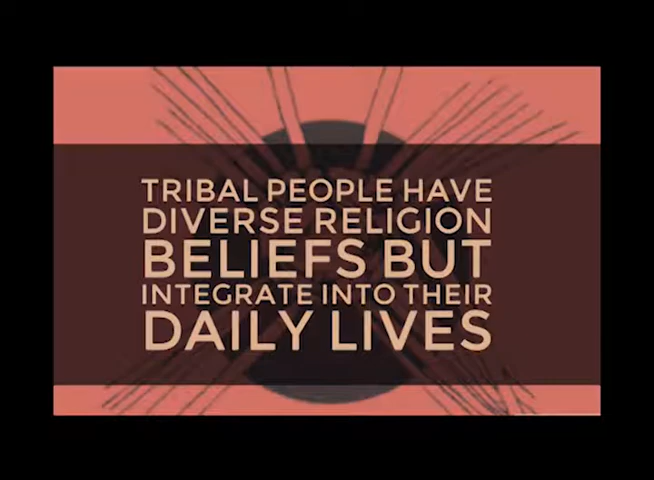 TRIBAL PEOPLE HAVE
DIVERSE RELIGION
BELIEFS BUT
INTEGRATE INTO THEIR
DAILY LIVES